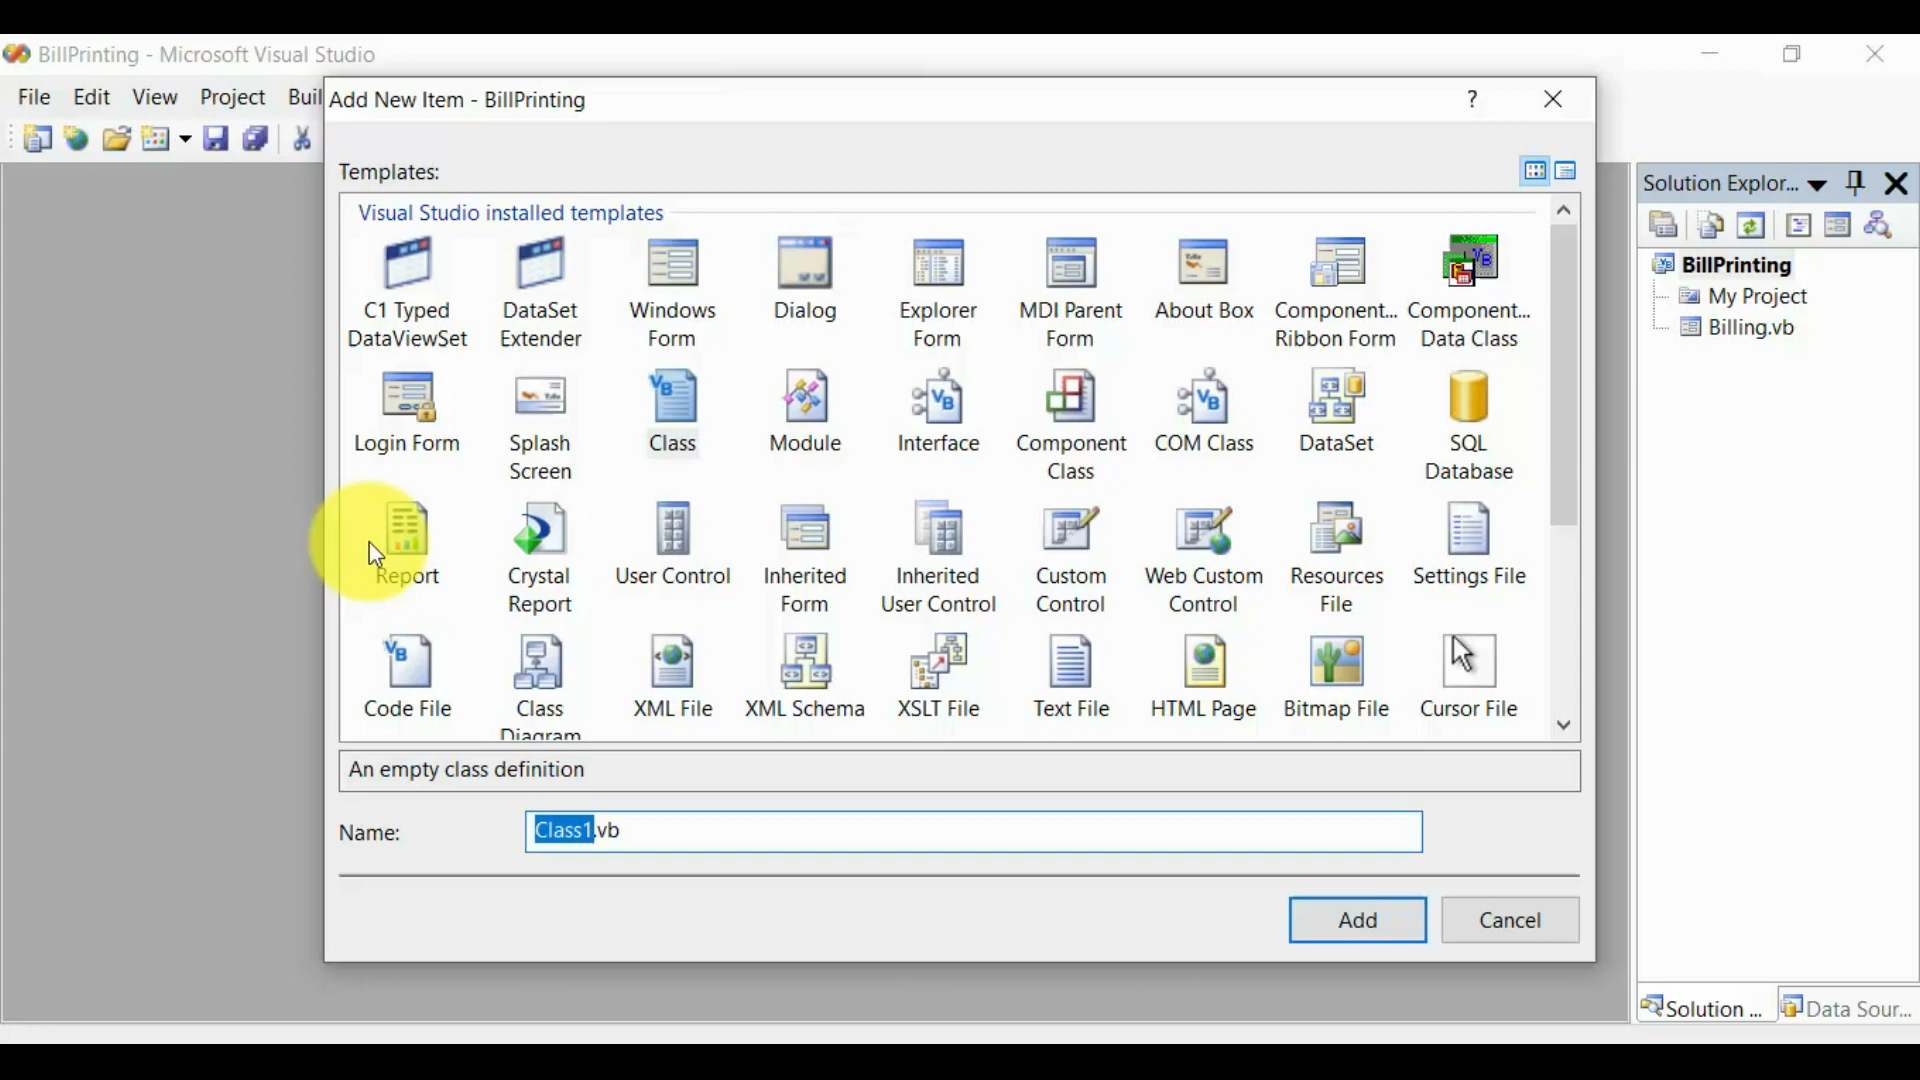 BillPrinting - Microsoft Visual Studio
File Edit View Project Buil
Add New Item - BillPrinting
?
Templates:
Visual Studio installed templates
C1 Typed DataViewSet
DataSet Extender
Windows Form
Dialog
Explorer Form
MDI Parent Form
About Box
Component... Ribbon Form
Component... Data Class
Login Form
Splash Screen
Class
Module
Interface
Component Class
COM Class
DataSet
SQL Database
Report
Crystal Report
User Control
Inherited Form
Inherited User Control
Custom Control
Web Custom Control
Resources File
Settings File
Code File
Class Diagram
XML File
XML Schema
XSLT File
Text File
HTML Page
Bitmap File
Cursor File
An empty class definition
Name: Class1.vb
Add Cancel
Solution Explor...
BillPrinting
My Project
Billing.vb
Solution ... Data Sour...